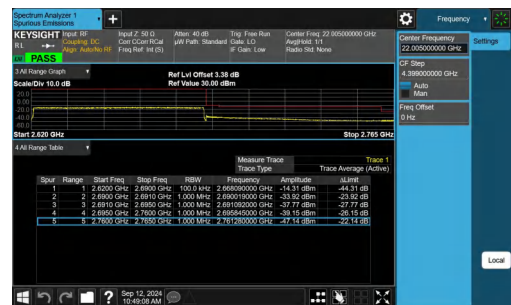 Spectrum Analyzer 1
Spurious Emissions
Frequency
KEYSIGHT Input: RF Input Z: 50 Ω Atten: 40 dB Trig: Free Run Center Freq: 22.005000000 GHz
RL Coupling: DC Corr CCorr RCal µW Path: Standard Gate: LO Avg|Hold: 1/1
Align: Auto/No RF Freq Ref: Int (S) IF Gain: Low Radio Std: None
PASS
Center Frequency
22.005000000 GHz
Settings
CF Step
4.399000000 GHz
Auto
Man
Freq Offset
0 Hz
3 All Range Graph
Ref Lvl Offset 3.38 dB
Scale/Div 10.0 dB Ref Value 30.00 dBm
20.0
0.00
-20.0
-40.0
-60.0
Start 2.620 GHz Stop 2.765 GHz
4 All Range Table
Measure Trace Trace 1
Trace Type Trace Average (Active)
Spur Range Start Freq Stop Freq RBW Frequency Amplitude ΔLimit
1 1 2.6200 GHz 2.6900 GHz 100.0 kHz 2.668090000 GHz -14.31 dBm -44.31 dB
2 2 2.6900 GHz 2.6910 GHz 1.000 MHz 2.690019000 GHz -33.92 dBm -23.92 dB
3 3 2.6910 GHz 2.6950 GHz 1.000 MHz 2.691092000 GHz -37.77 dBm -27.77 dB
4 4 2.6950 GHz 2.7600 GHz 1.000 MHz 2.695845000 GHz -39.15 dBm -26.15 dB
5 5 2.7600 GHz 2.7650 GHz 1.000 MHz 2.761280000 GHz -47.14 dBm -22.14 dB
Local
Sep 12, 2024
10:49:08 AM